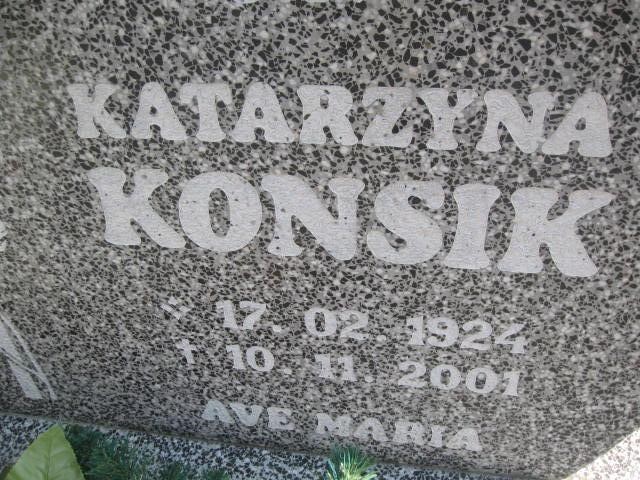 KATARZYNA
KONSIK
17. 02. 1924
† 10. 11. 2001
AVE MARIA